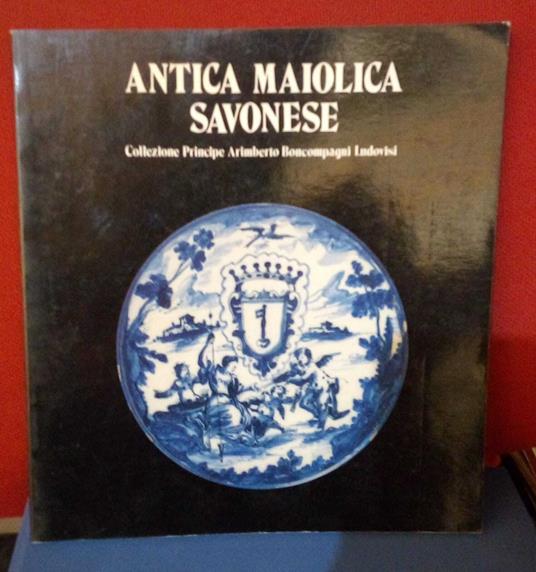 ANTICA MAIOLICA
SAVONESE
Collezione Principe Arimberto Boncompagni Ludovisi